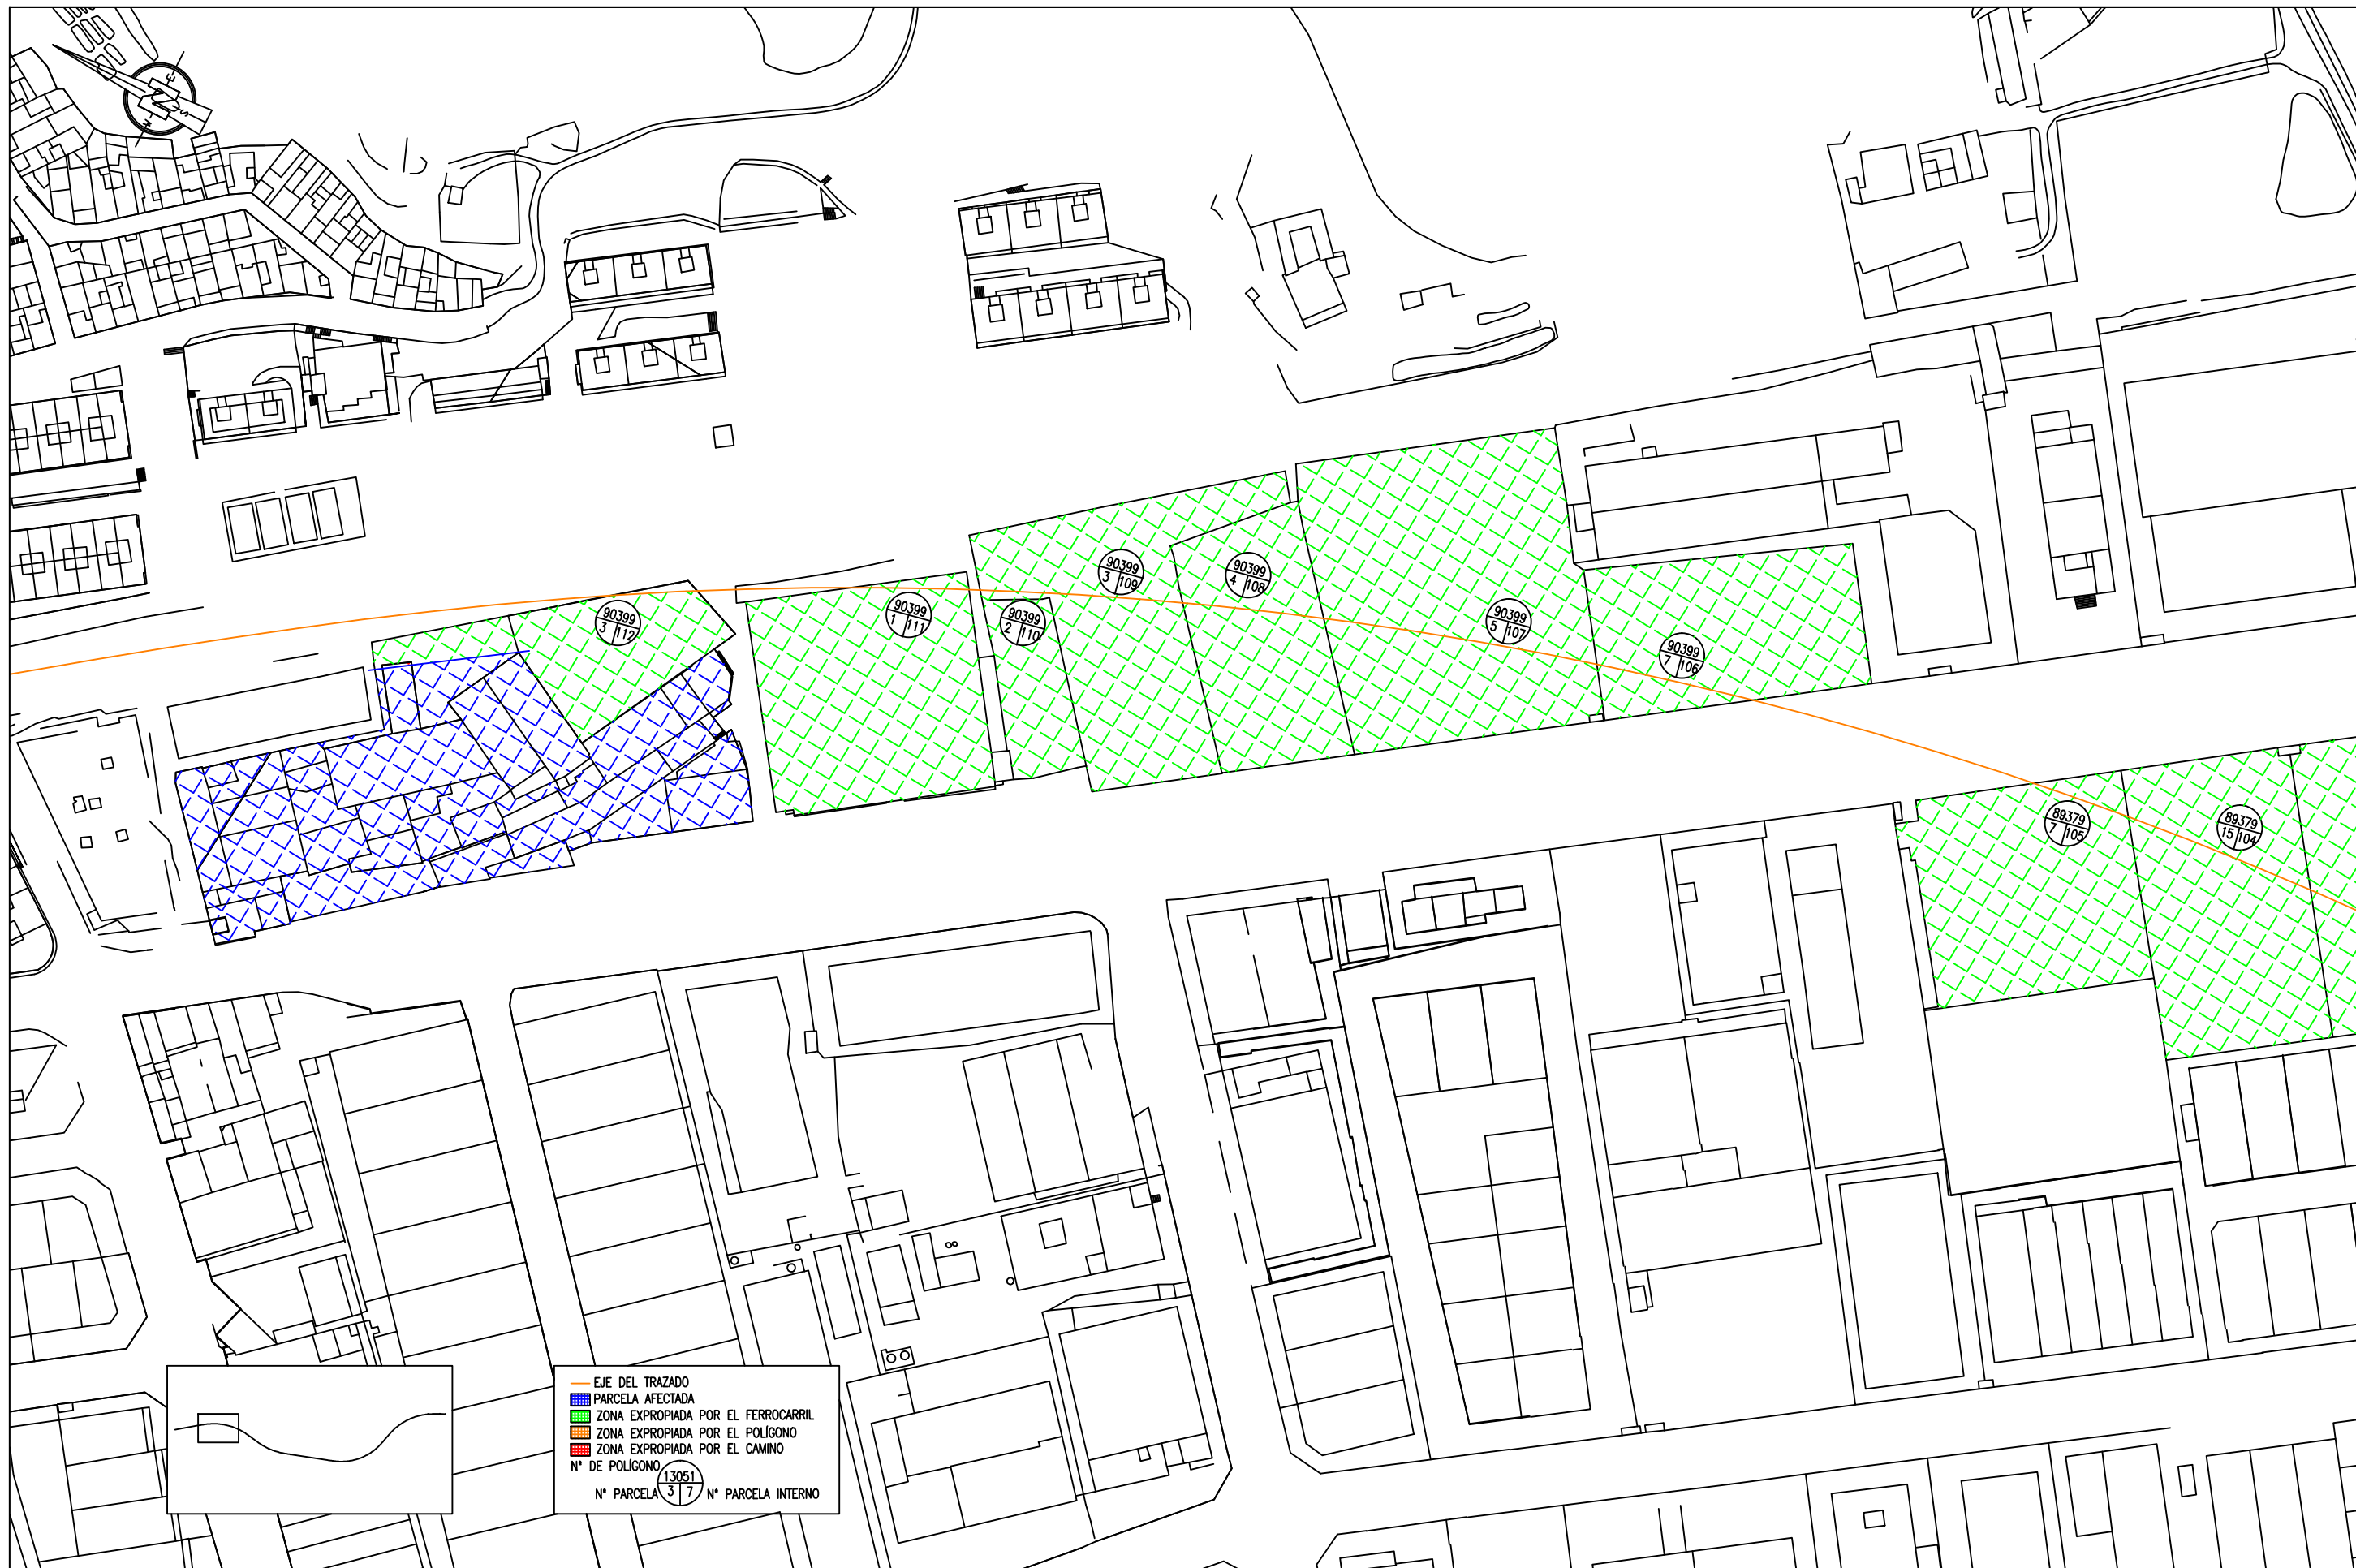 90399
3 109
90399
4 108
90399
3 112
90399
1 111
90399
2 110
90399
5 107
90399
7 106
89379
7 105
89379
15 104
EJE DEL TRAZADO
PARCELA AFECTADA
ZONA EXPROPIADA POR EL FERROCARRIL
ZONA EXPROPIADA POR EL POLÍGONO
ZONA EXPROPIADA POR EL CAMINO
Nº DE POLÍGONO
13051
Nº PARCELA 3 7 Nº PARCELA INTERNO